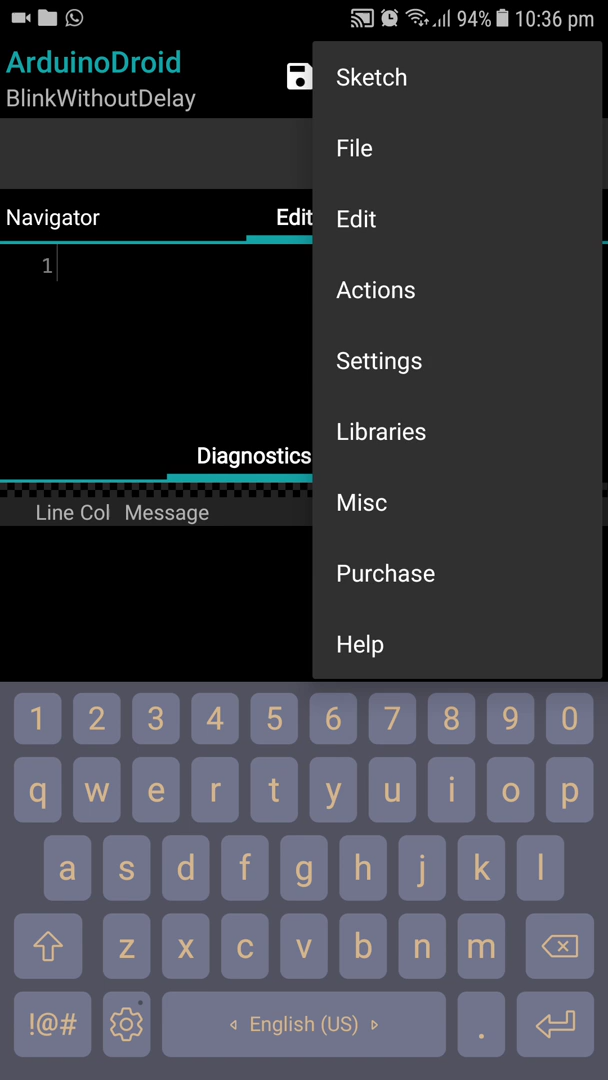 94% 10:36 pm
ArduinoDroid
BlinkWithoutDelay
Navigator Edit
1
Diagnostics
Line Col Message
Sketch
File
Edit
Actions
Settings
Libraries
Misc
Purchase
Help
1 2 3 4 5 6 7 8 9 0
q w e r t y u i o p
a s d f g h j k l
z x c v b n m
!@# English (US) .